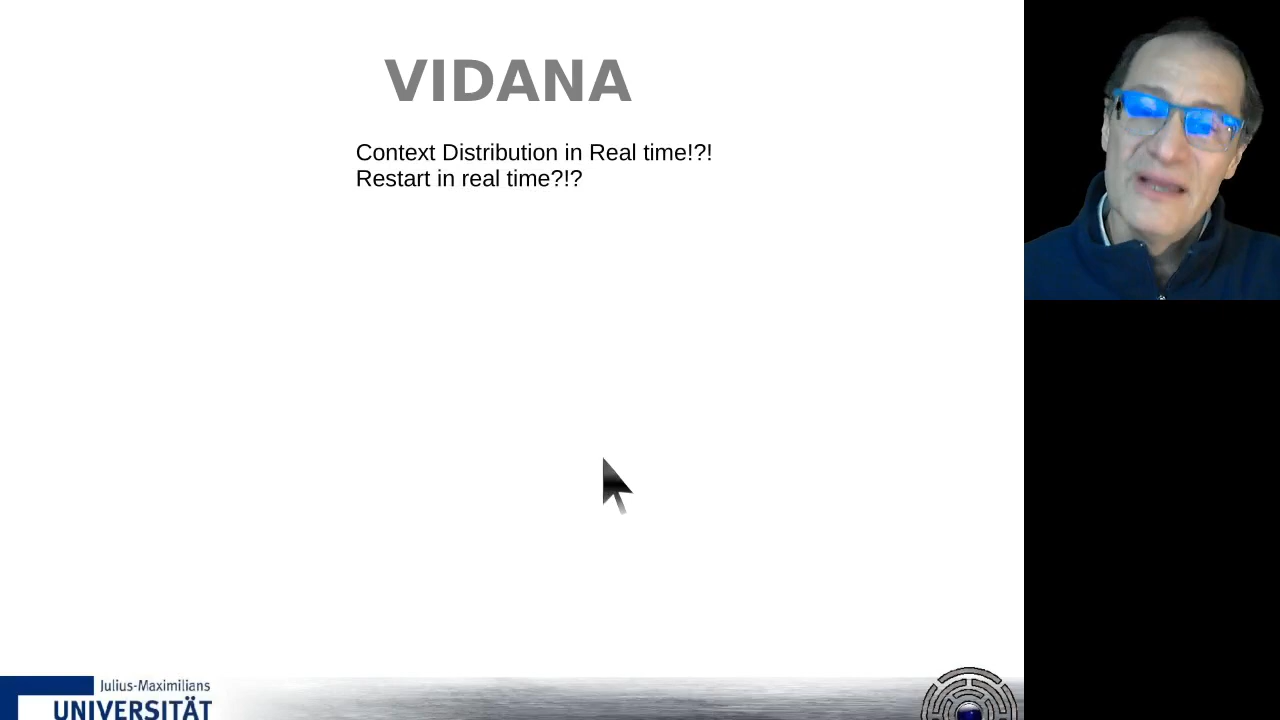 VIDANA
Context Distribution in Real time!?!
Restart in real time?!?
Julius-Maximilians
UNIVERSITÄT